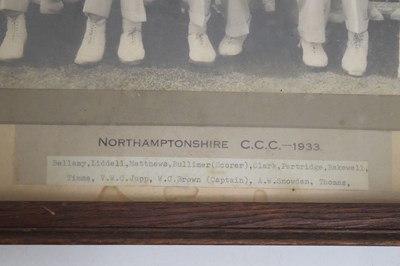 NORTHAMPTONSHIRE C.C.C.—1933.
Bellamy,Liddell,Matthews,Bullimer(Scorer),Clark,Partridge,Bakewell,
Timms, V.W.C.Jupp, W.C.Brown (Captain), A.W.Snowden, Thomas,